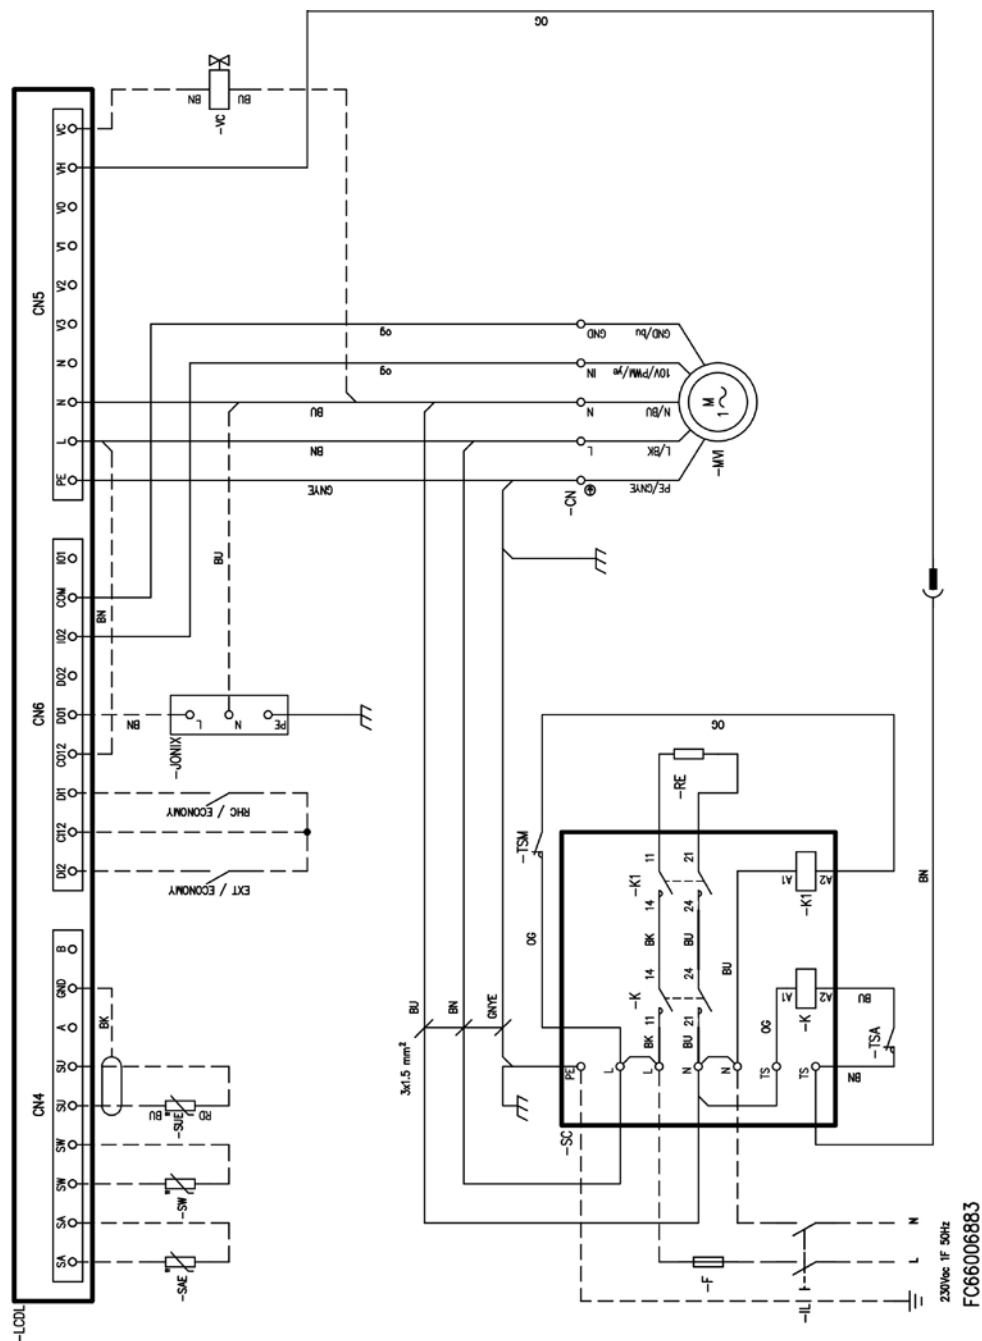 -LCDL
CN5
VC
VH
V0
V1
V2
V3
N
N
L
PE
CN6
IO1
COM
IO2
DO2
DO1
CO12
DI1
CI12
DI2
CN4
B
GND
A
SU
SU
SW
SW
SA
SA
BN
BU
-VC
OG
og
og
BU
BN
GNYE
GND
IN
N
L
-CN
GND/bu
10V/PWM/ye
N/BU
L/BK
PE/GNYE
M
1
-MVI
BN
BU
BN
L
N
PE
-JONIX
RHC / ECONOMY
EXT / ECONOMY
BK
BU
RD
-SUE
-SW
-SAE
BU
BN
GNYE
3x1.5 mm²
OG
-TSM
OG
-RE
-K1
11
21
14
24
BK
BU
14
24
-K
11
21
BK
BU
BU
OG
A1
A2
-K1
A1
A2
-K
BU
-TSA
BN
BN
PE
L
L
N
N
TS
TS
-SC
-F
-IL
N
L
230Vac 1F 50Hz
FC66006883